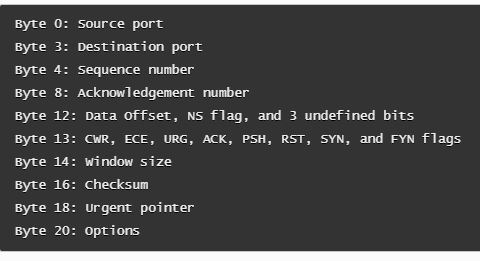 Byte 0: Source port
Byte 3: Destination port
Byte 4: Sequence number
Byte 8: Acknowledgement number
Byte 12: Data Offset, NS flag, and 3 undefined bits
Byte 13: CWR, ECE, URG, ACK, PSH, RST, SYN, and FYN flags
Byte 14: Window size
Byte 16: Checksum
Byte 18: Urgent pointer
Byte 20: Options